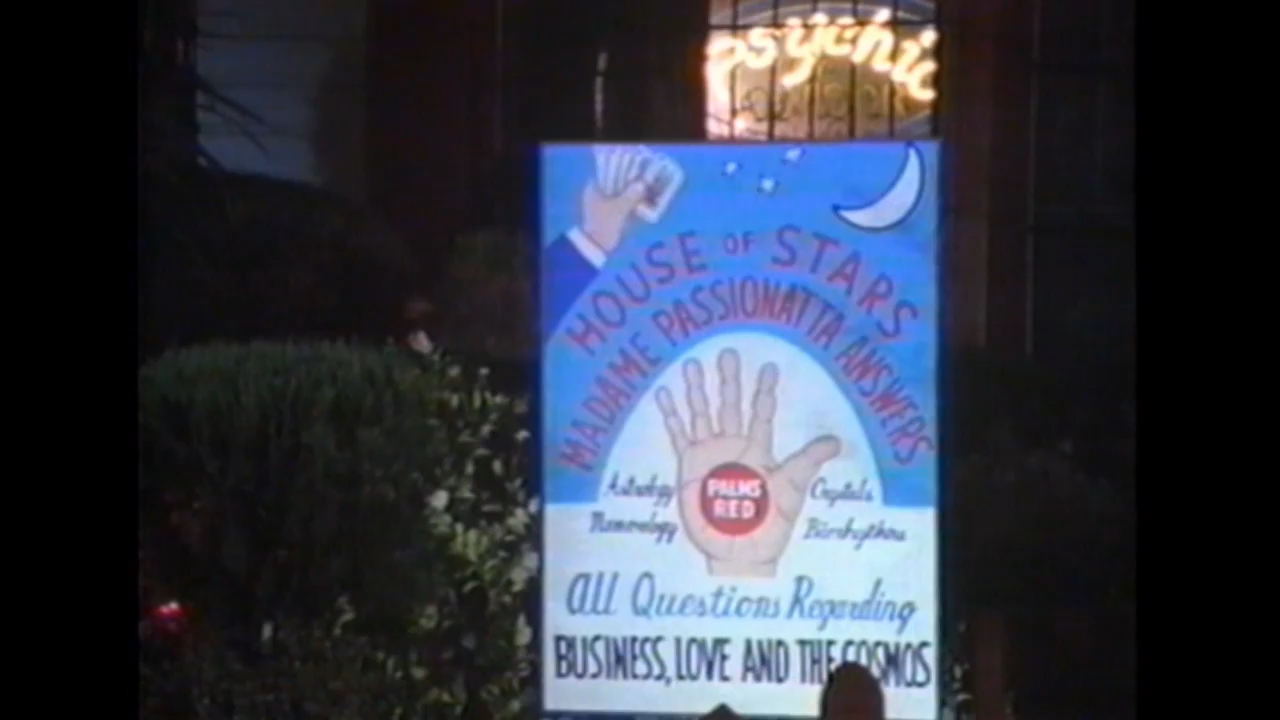 psychic
HOUSE OF STARS
MADAME PASSIONATTA ANSWERS
PALMS
RED
Astrology
Crystals
Numerology
Biorhythms
All Questions Regarding
BUSINESS, LOVE AND THE COSMOS